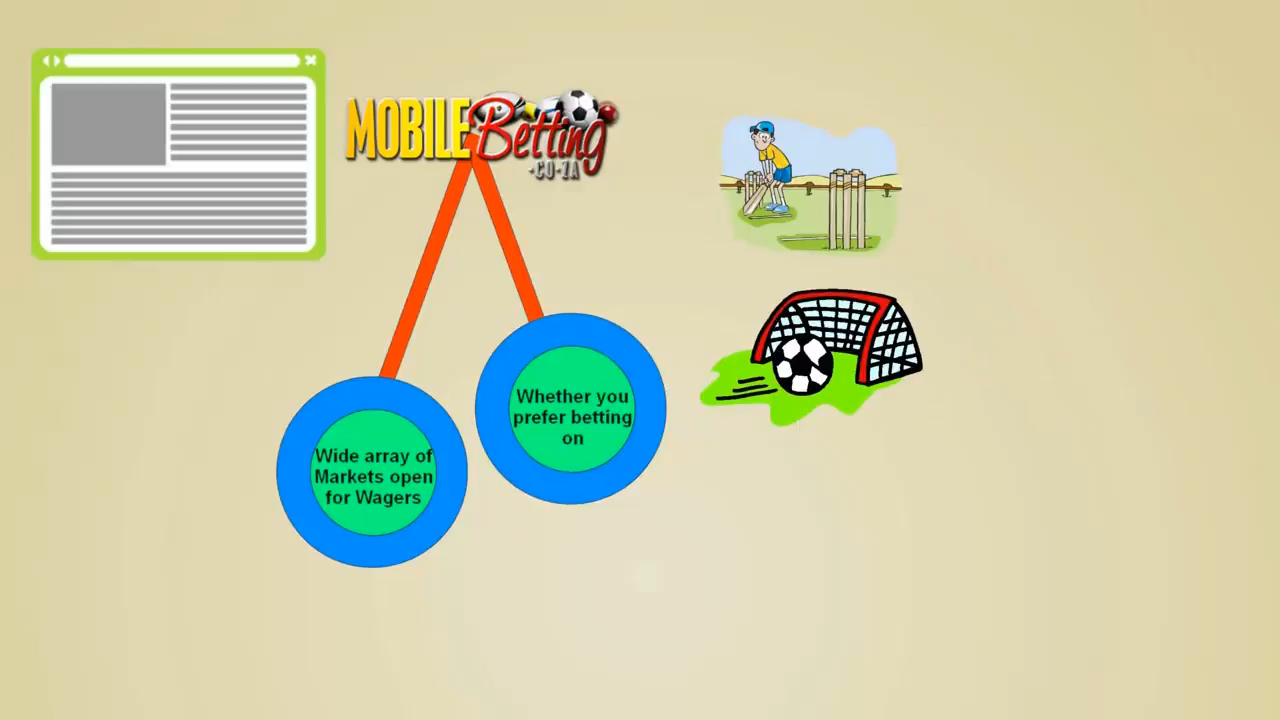 MOBILE Betting
.CO.ZA
Whether you
prefer betting
on
Wide array of
Markets open
for Wagers